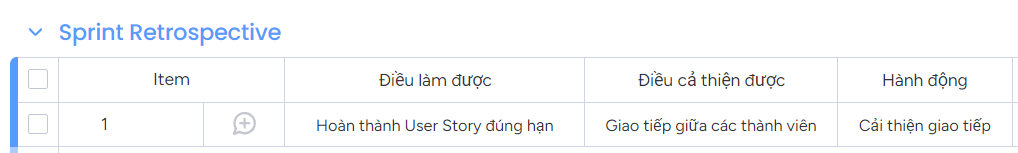 Sprint Retrospective
Item Điều làm được Điều cả thiện được Hành động
1 Hoàn thành User Story đúng hạn Giao tiếp giữa các thành viên Cải thiện giao tiếp